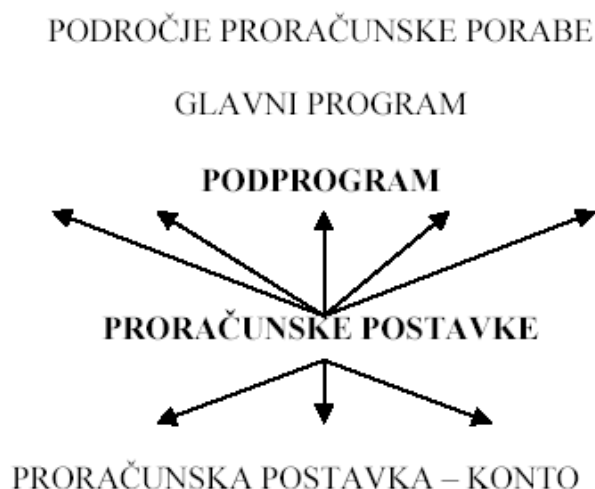 PODROČJE PRORAČUNSKE PORABE
GLAVNI PROGRAM
PODPROGRAM
PRORAČUNSKE POSTAVKE
PRORAČUNSKA POSTAVKA – KONTO